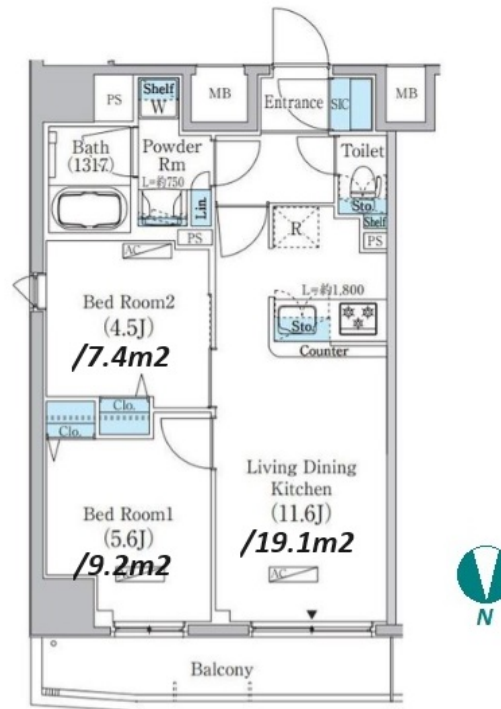 PS
Shelf
W
MB
Entrance
SIC
MB
Bath
(1317)
Powder
Rm
L=約750
Lin.
Toilet
Sto.
Shelf
PS
PS
R
AC
Bed Room2
(4.5J)
/7.4m2
L=約1,800
Sto.
Counter
Clo.
Clo.
Living Dining
Kitchen
(11.6J)
/19.1m2
Bed Room1
(5.6J)
/9.2m2
AC
N
Balcony